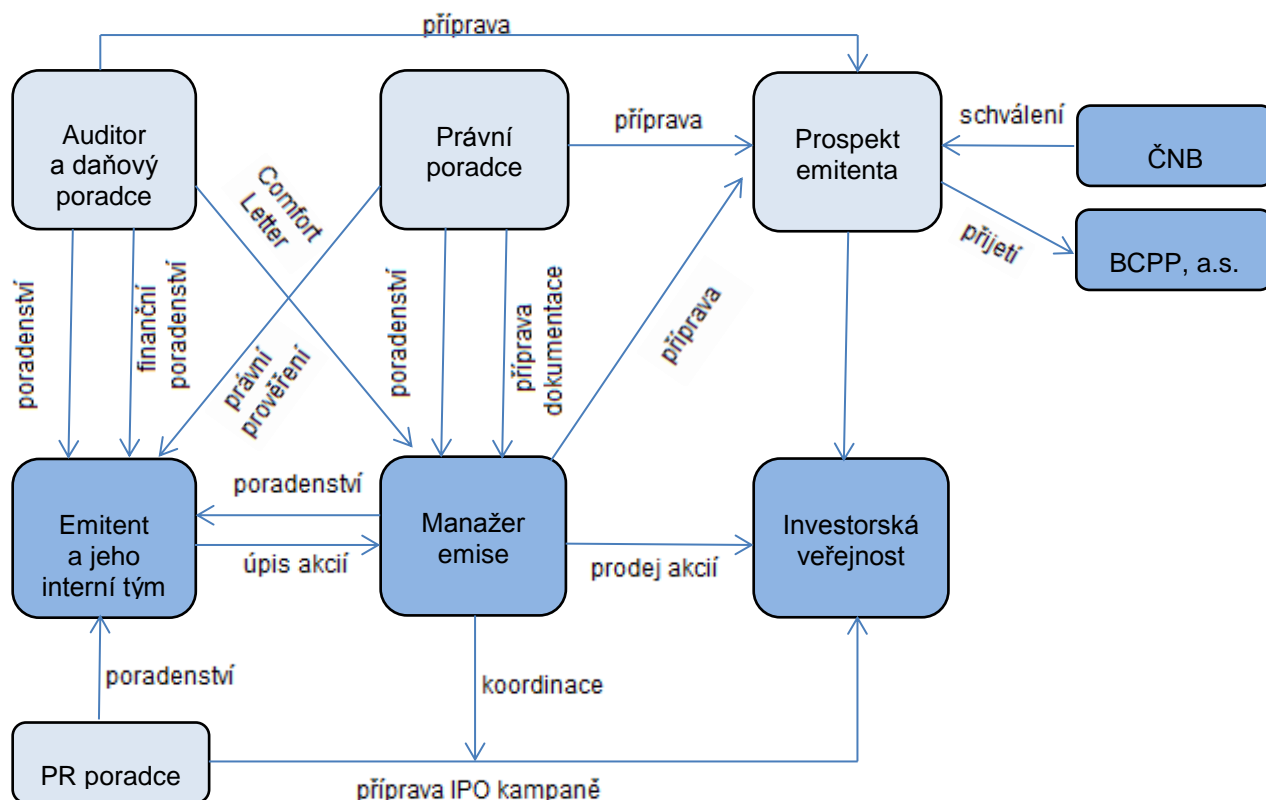 příprava
Auditor
a daňový
poradce
Právní
poradce
příprava
Prospekt
emitenta
schválení
ČNB
přijetí
BCPP, a.s.
Comfort
Letter
poradenství
finanční
poradenství
právní
prověření
poradenství
příprava
dokumentace
příprava
Emitent
a jeho
interní tým
poradenství
úpis akcií
Manažer
emise
prodej akcií
Investorská
veřejnost
poradenství
koordinace
PR poradce
příprava IPO kampaně